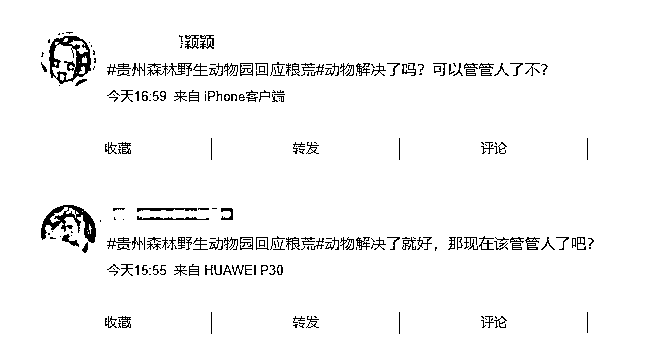 颖颖
#贵州森林野生动物园回应粮荒#动物解决了吗？可以管管人了不？
今天16:59 来自 iPhone客户端
收藏 转发 评论
#贵州森林野生动物园回应粮荒#动物解决了就好，那现在该管管人了吧？
今天15:55 来自 HUAWEI P30
收藏 转发 评论